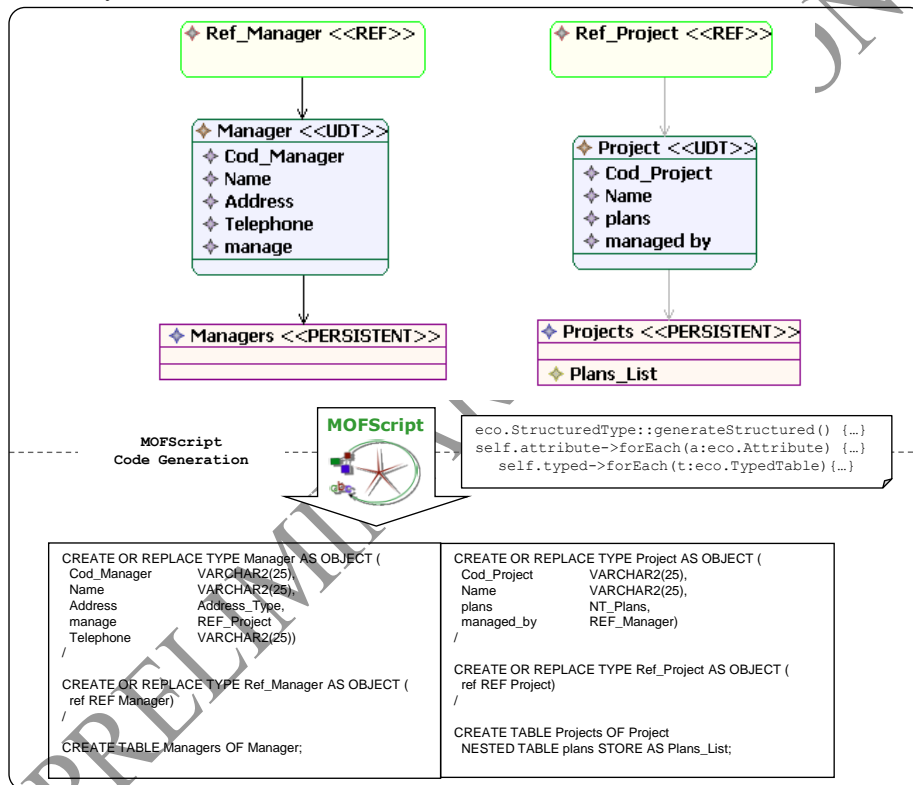 Ref_Manager <<REF>>
Ref_Project <<REF>>
Manager <<UDT>>
Cod_Manager
Name
Address
Telephone
manage
Project <<UDT>>
Cod_Project
Name
plans
managed by
Managers <<PERSISTENT>>
Projects <<PERSISTENT>>
Plans_List
MOFScript
Code Generation
MOFScript
eco.StructuredType::generateStructured() {…}
self.attribute->forEach(a:eco.Attribute) {…}
self.typed->forEach(t:eco.TypedTable){…}
CREATE OR REPLACE TYPE Manager AS OBJECT (
Cod_Manager VARCHAR2(25),
Name VARCHAR2(25),
Address Address_Type,
manage REF_Project
Telephone VARCHAR2(25))
/
CREATE OR REPLACE TYPE Ref_Manager AS OBJECT (
ref REF Manager)
/
CREATE TABLE Managers OF Manager;
CREATE OR REPLACE TYPE Project AS OBJECT (
Cod_Project VARCHAR2(25),
Name VARCHAR2(25),
plans NT_Plans,
managed_by REF_Manager)
/
CREATE OR REPLACE TYPE Ref_Project AS OBJECT (
ref REF Project)
/
CREATE TABLE Projects OF Project
NESTED TABLE plans STORE AS Plans_List;